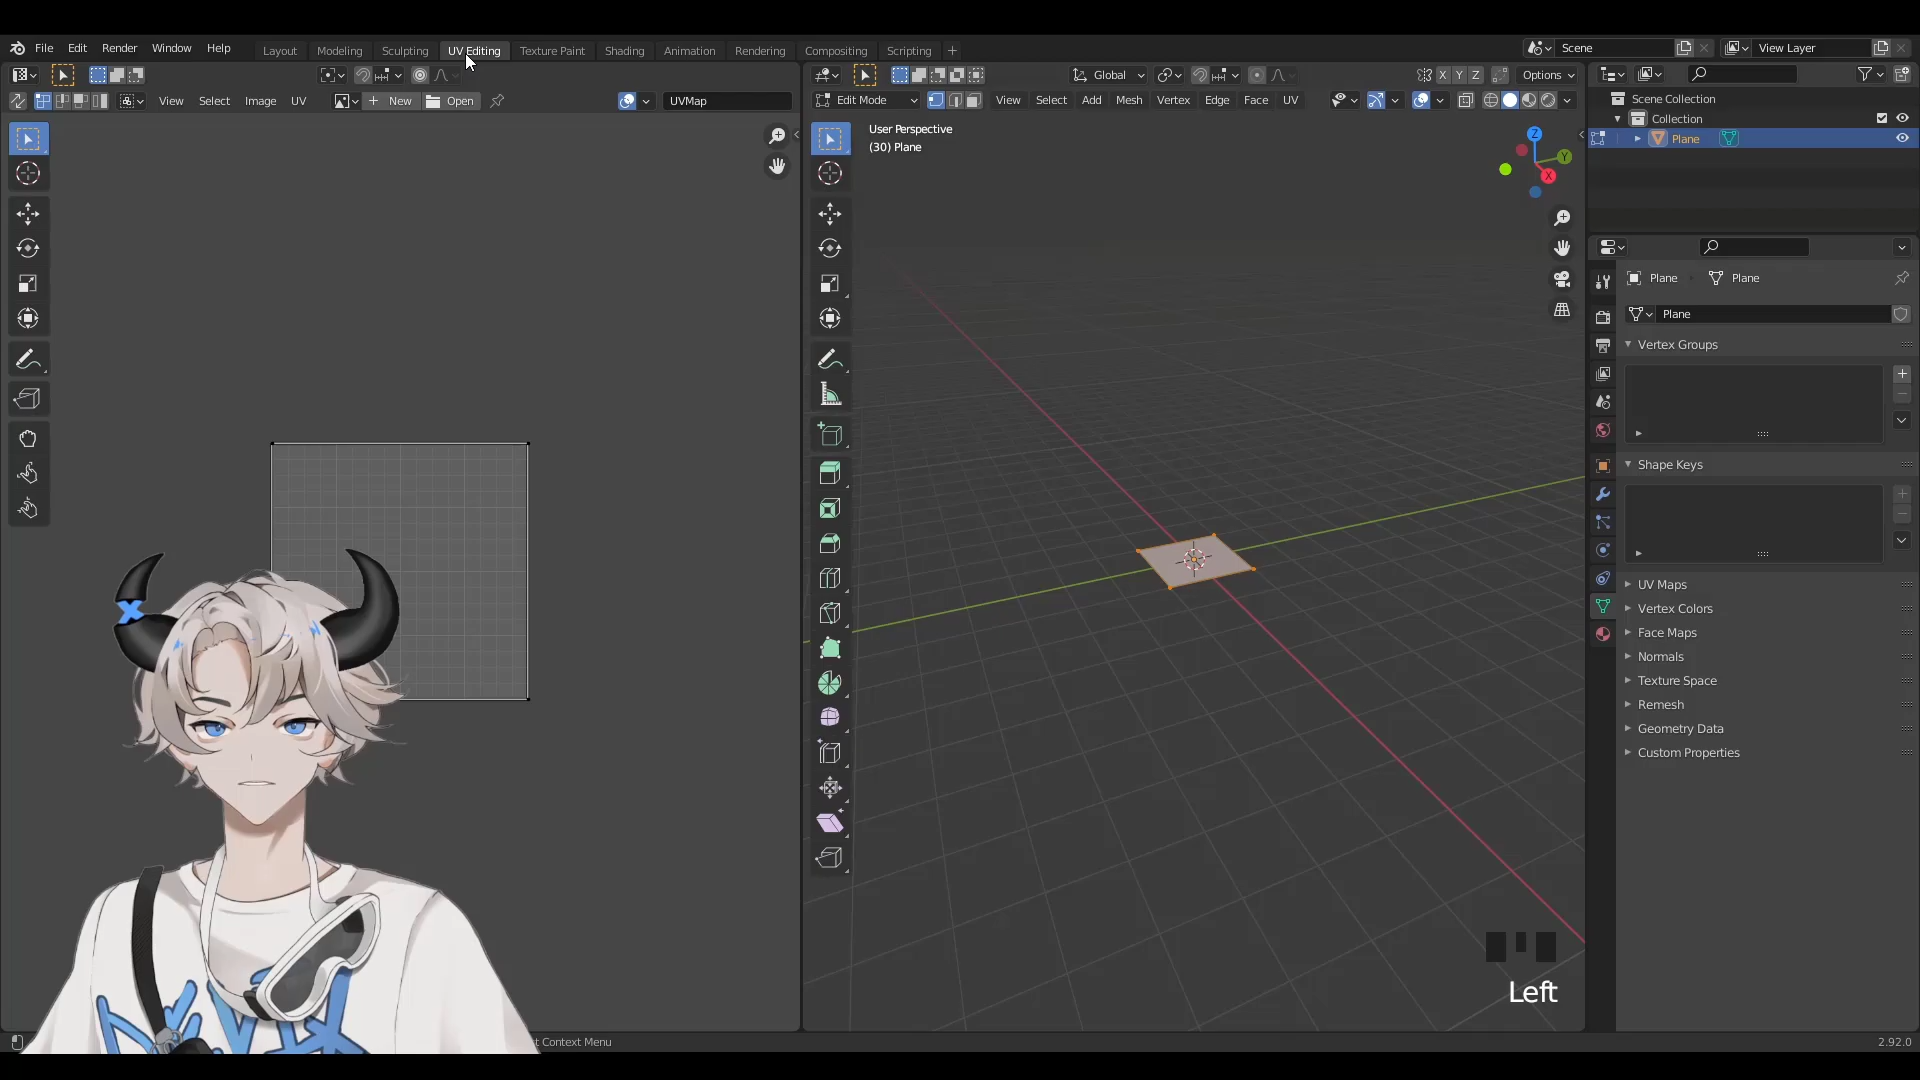 File Edit Render Window Help Layout Modeling Sculpting UV Editing Texture Paint Shading Animation Rendering Compositing Scripting + Scene View Layer
Global X Y Z Options
View Select Image UV + New Open UVMap Edit Mode View Select Add Mesh Vertex Edge Face UV
Scene Collection
Collection
Plane
User Perspective
(30) Plane
Z
Y
X
Plane Plane
Plane
Vertex Groups
Shape Keys
UV Maps
Vertex Colors
Face Maps
Normals
Texture Space
Remesh
Geometry Data
Custom Properties
Left
t Context Menu
2.92.0